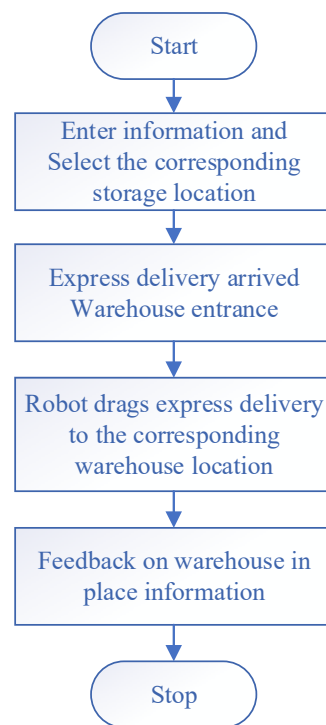 Start
Enter information and
Select the corresponding
storage location
Express delivery arrived
Warehouse entrance
Robot drags express delivery
to the corresponding
warehouse location
Feedback on warehouse in
place information
Stop